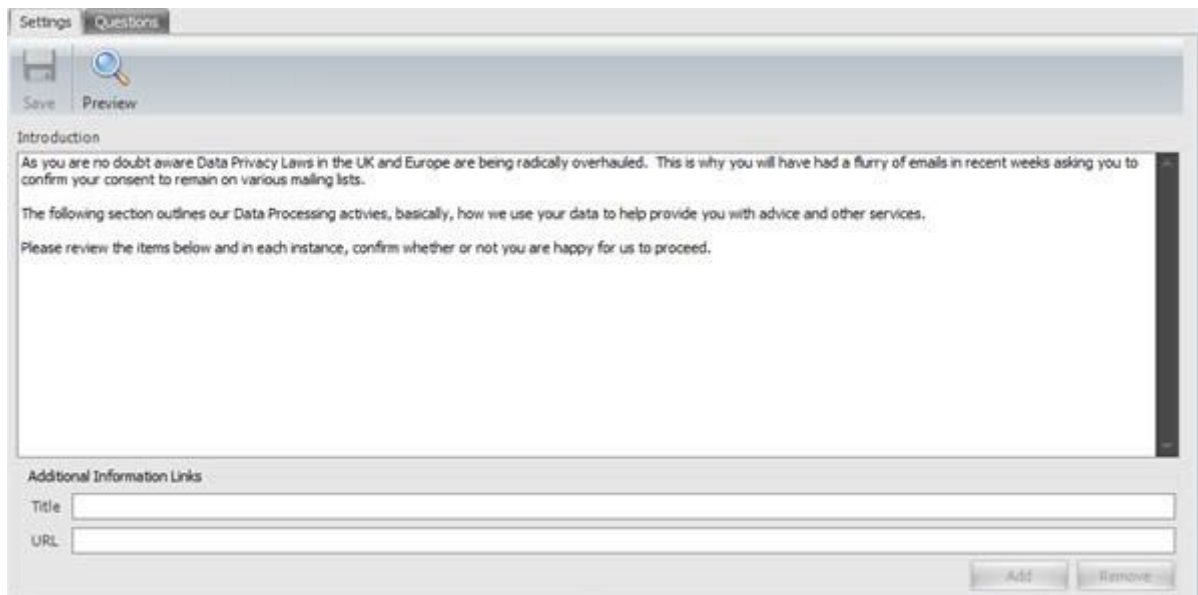 Settings Questions
Save Preview
Introduction
As you are no doubt aware Data Privacy Laws in the UK and Europe are being radically overhauled.  This is why you will have had a flurry of emails in recent weeks asking you to
confirm your consent to remain on various mailing lists.
The following section outlines our Data Processing activies, basically, how we use your data to help provide you with advice and other services.
Please review the items below and in each instance, confirm whether or not you are happy for us to proceed.
Additional Information Links
Title
URL
Add Remove